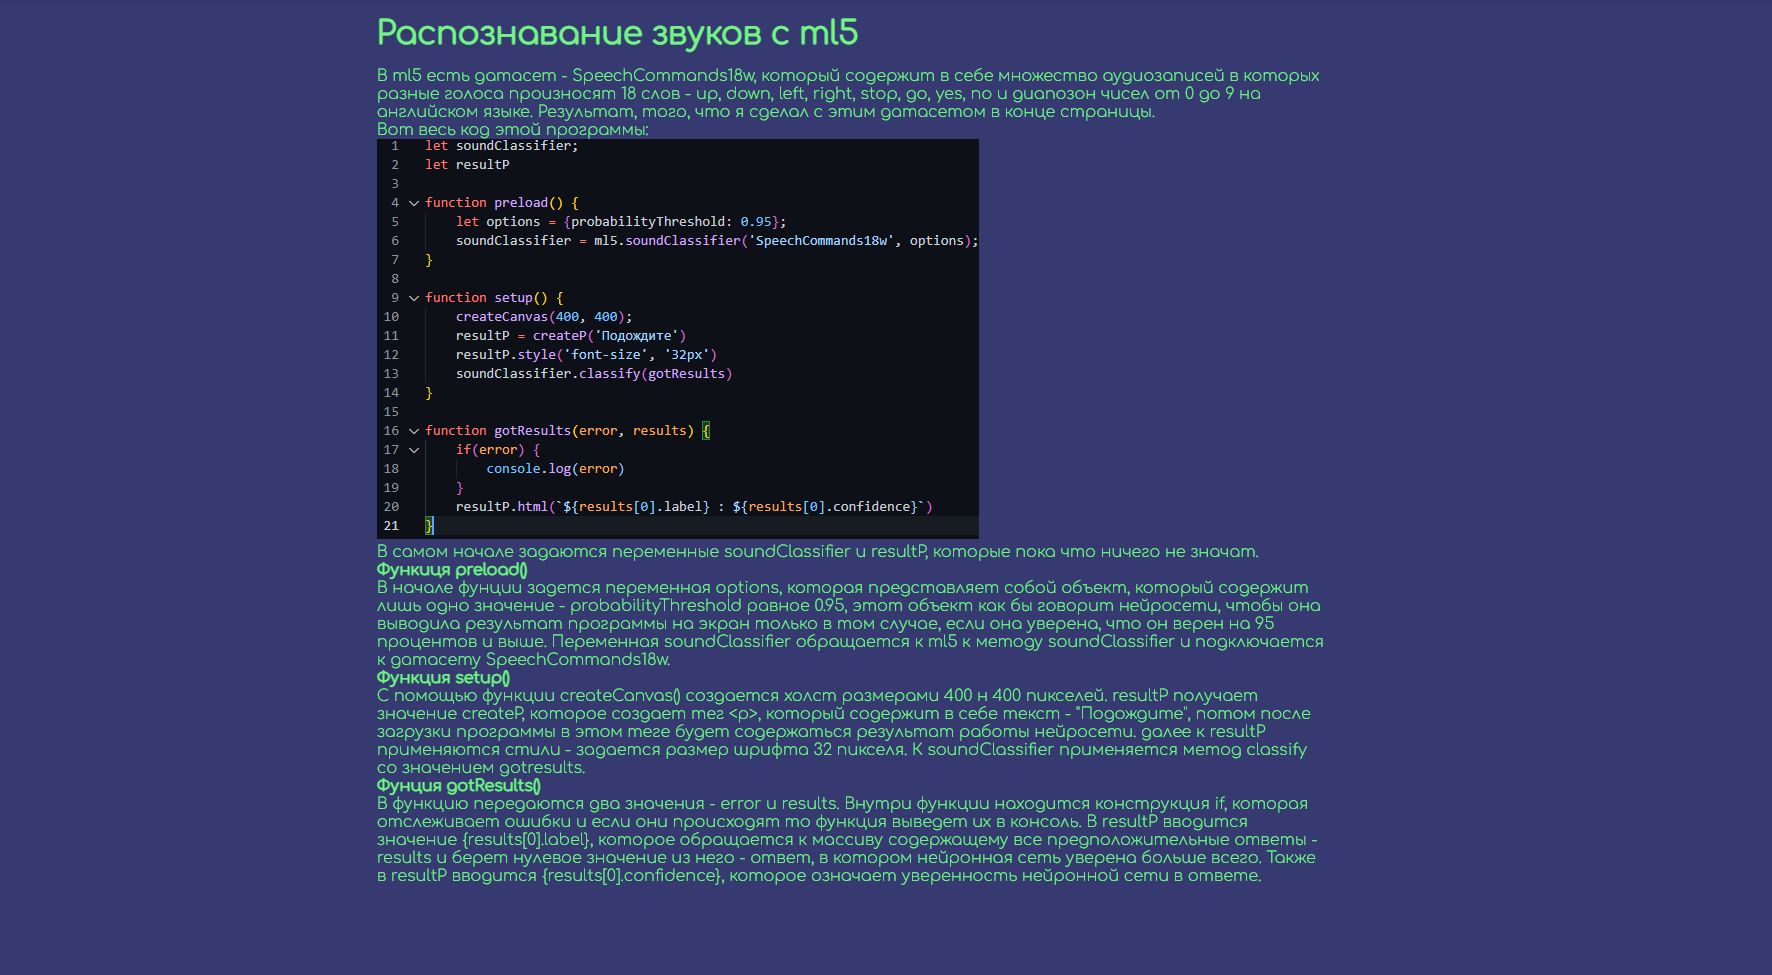 Распознавание звуков с ml5
В ml5 есть датасет - SpeechCommands18w, который содержит в себе множество аудиозаписей в которых
разные голоса произносят 18 слов - up, down, left, right, stop, go, yes, no и диапозон чисел от 0 до 9 на
английском языке. Результат, того, что я сделал с этим датасетом в конце страницы.
Вот весь код этой программы:
1 let soundClassifier;
2 let resultP
3
4 function preload() {
5 let options = {probabilityThreshold: 0.95};
6 soundClassifier = ml5.soundClassifier('SpeechCommands18w', options);
7 }
8
9 function setup() {
10 createCanvas(400, 400);
11 resultP = createP('Подождите')
12 resultP.style('font-size', '32px')
13 soundClassifier.classify(gotResults)
14 }
15
16 function gotResults(error, results) {
17 if(error) {
18 console.log(error)
19 }
20 resultP.html(`${results[0].label} : ${results[0].confidence}`)
21 }
В самом начале задаются переменные soundClassifier и resultP, которые пока что ничего не значат.
Функиця preload()
В начале фунции задется переменная options, которая представляет собой объект, который содержит
лишь одно значение - probabilityThreshold равное 0.95, этот объект как бы говорит нейросети, чтобы она
выводила результат программы на экран только в том случае, если она уверена, что он верен на 95
процентов и выше. Переменная soundClassifier обращается к ml5 к методу soundClassifier и подключается
к датасету SpeechCommands18w.
Функция setup()
С помощью функции createCanvas() создается холст размерами 400 н 400 пикселей. resultP получает
значение createP, которое создает тег <p>, который содержит в себе текст - "Подождите", потом после
загрузки программы в этом теге будет содержаться результат работы нейросети. далее к resultP
применяются стили - задается размер шрифта 32 пикселя. К soundClassifier применяется метод classify
со значением gotresults.
Фунция gotResults()
В функцию передаются два значения - error и results. Внутри функции находится конструкция if, которая
отслеживает ошибки и если они происходят то функция выведет их в консоль. В resultP вводится
значение {results[0].label}, которое обращается к массиву содержащему все предположительные ответы -
results и берет нулевое значение из него - ответ, в котором нейронная сеть уверена больше всего. Также
в resultP вводится {results[0].confidence}, которое означает уверенность нейронной сети в ответе.